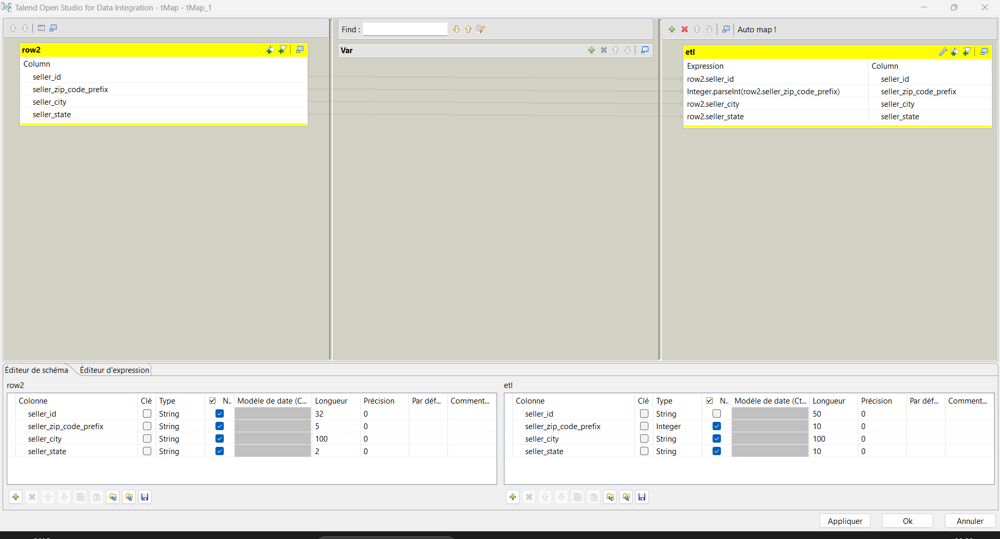 Talend Open Studio for Data Integration - tMap - tMap_1
Find :
Auto map !
row2
Column
seller_id
seller_zip_code_prefix
seller_city
seller_state
Var
etl
Expression Column
row2.seller_id seller_id
Integer.parseInt(row2.seller_zip_code_prefix) seller_zip_code_prefix
row2.seller_city seller_city
row2.seller_state seller_state
Éditeur de schéma Éditeur d'expression
row2
Colonne Clé Type N.. Modèle de date (C... Longueur Précision Par déf... Comment...
seller_id String 32 0
seller_zip_code_prefix String 5 0
seller_city String 100 0
seller_state String 2 0
etl
Colonne Clé Type N.. Modèle de date (Ct... Longueur Précision Par déf... Comment...
seller_id String 50 0
seller_zip_code_prefix Integer 10 0
seller_city String 100 0
seller_state String 10 0
Appliquer Ok Annuler